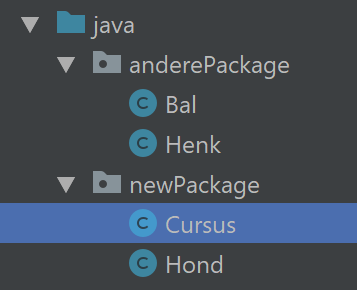 java
anderePackage
C Bal
C Henk
newPackage
C Cursus
C Hond